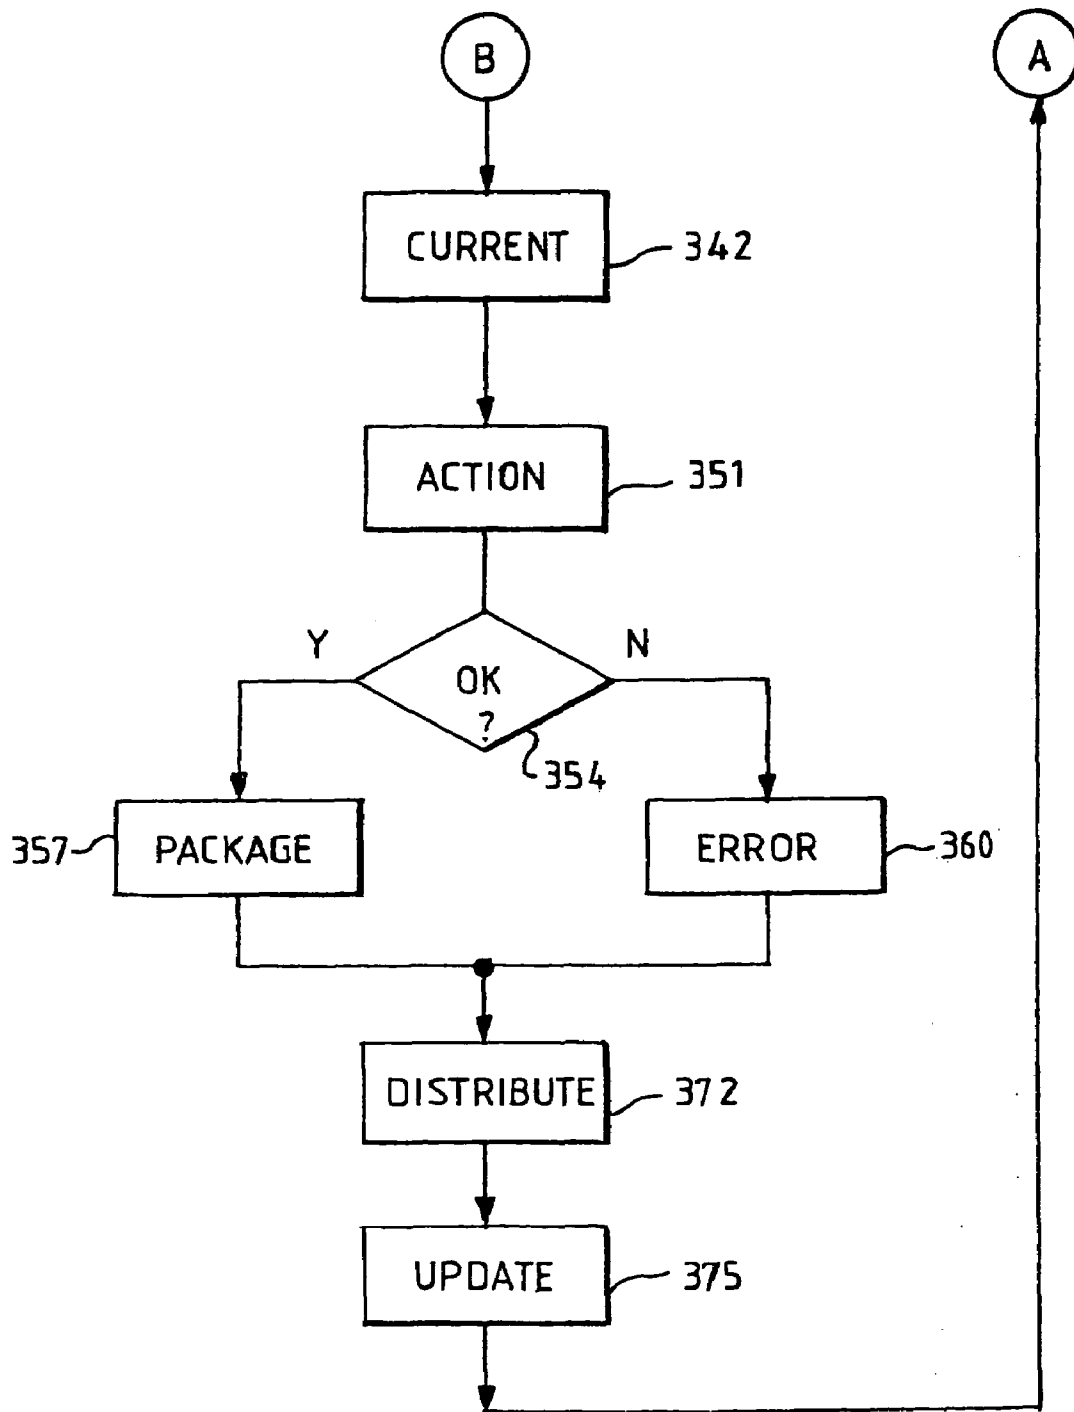 B
A
CURRENT
342
ACTION
351
Y
N
OK
?
354
357
PACKAGE
ERROR
360
DISTRIBUTE
372
UPDATE
375